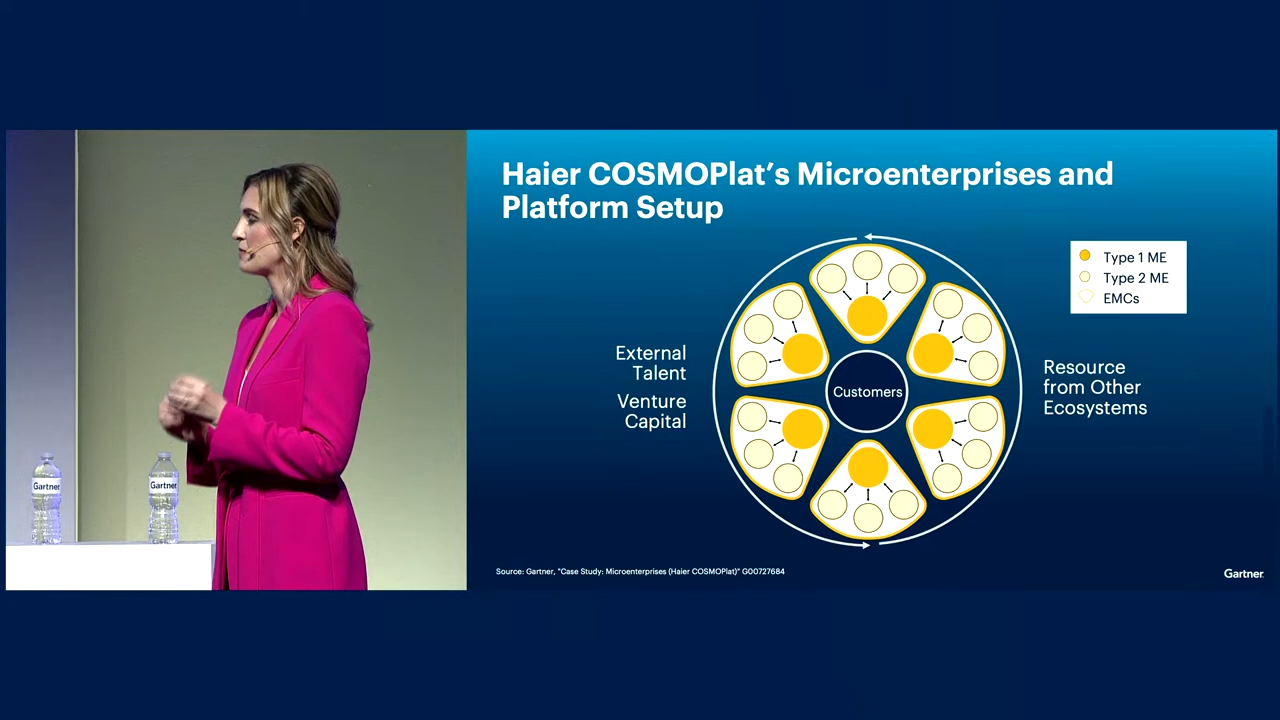 Haier COSMOPlat's Microenterprises and
Platform Setup
Type 1 ME
Type 2 ME
EMCs
External
Talent
Venture
Capital
Customers
Resource
from Other
Ecosystems
Gartner
Gartner
Source: Gartner, "Case Study: Microenterprises (Haier COSMOPlat)" G00727684
Gartner